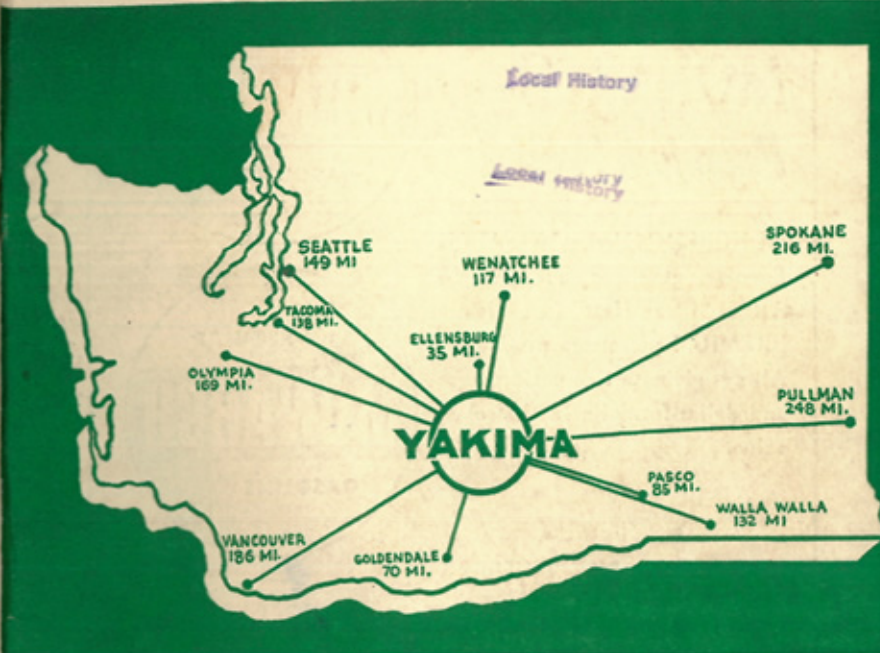 Local History
Local History
SEATTLE
149 MI
WENATCHEE
117 MI.
SPOKANE
216 MI.
TACOMA
138 MI.
ELLENSBURG
35 MI.
OLYMPIA
169 MI.
PULLMAN
248 MI.
YAKIMA
PASCO
85 MI.
WALLA WALLA
132 MI
VANCOUVER
186 MI.
GOLDENDALE
70 MI.